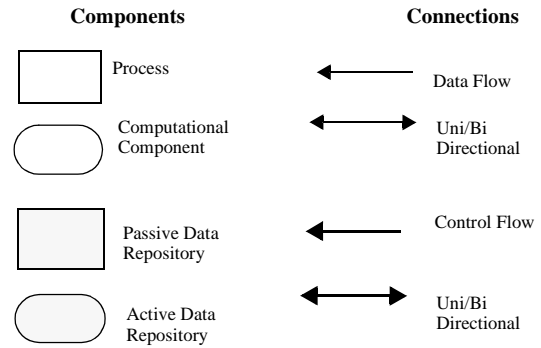 Components
Connections
Process
Data Flow
Computational
Component
Uni/Bi
Directional
Passive Data
Repository
Control Flow
Active Data
Repository
Uni/Bi
Directional